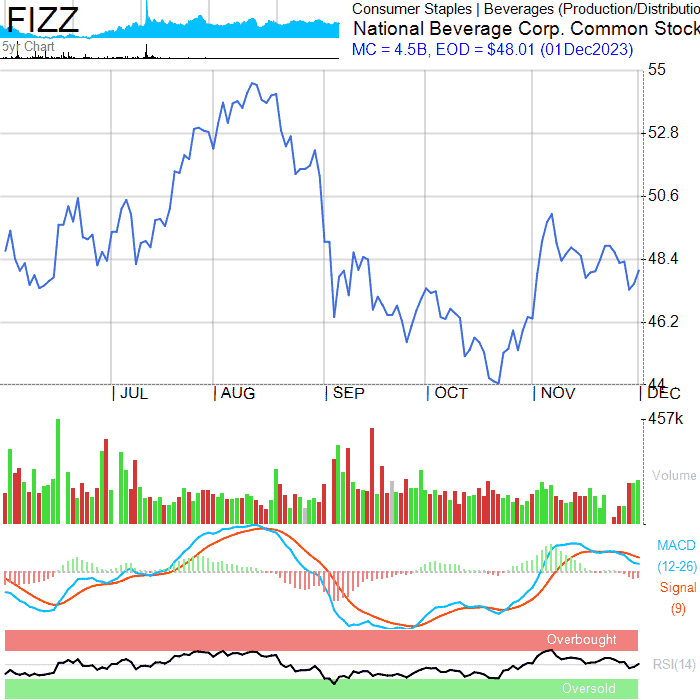 FIZZ
5yr Chart
Consumer Staples | Beverages (Production/Distributio
National Beverage Corp. Common Stock
MC = 4.5B, EOD = $48.01 (01Dec2023)
55
52.8
50.6
48.4
46.2
44
JUL AUG SEP OCT NOV DEC
457k
Volume
MACD
(12-26)
Signal
(9)
Overbought
RSI(14)
Oversold